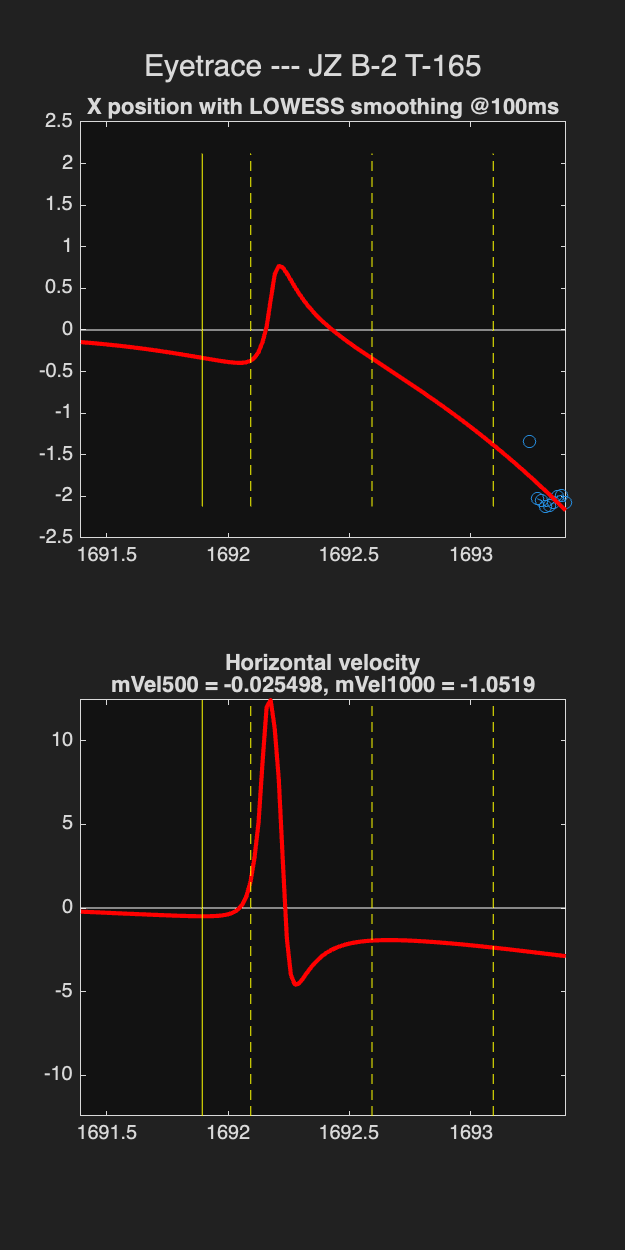 Eyetrace --- JZ B-2 T-165
X position with LOWESS smoothing @100ms
2.5
2
1.5
1
0.5
0
-0.5
-1
-1.5
-2
-2.5
1691.5 1692 1692.5 1693
Horizontal velocity
mVel500 = -0.025498, mVel1000 = -1.0519
10
5
0
-5
-10
1691.5 1692 1692.5 1693